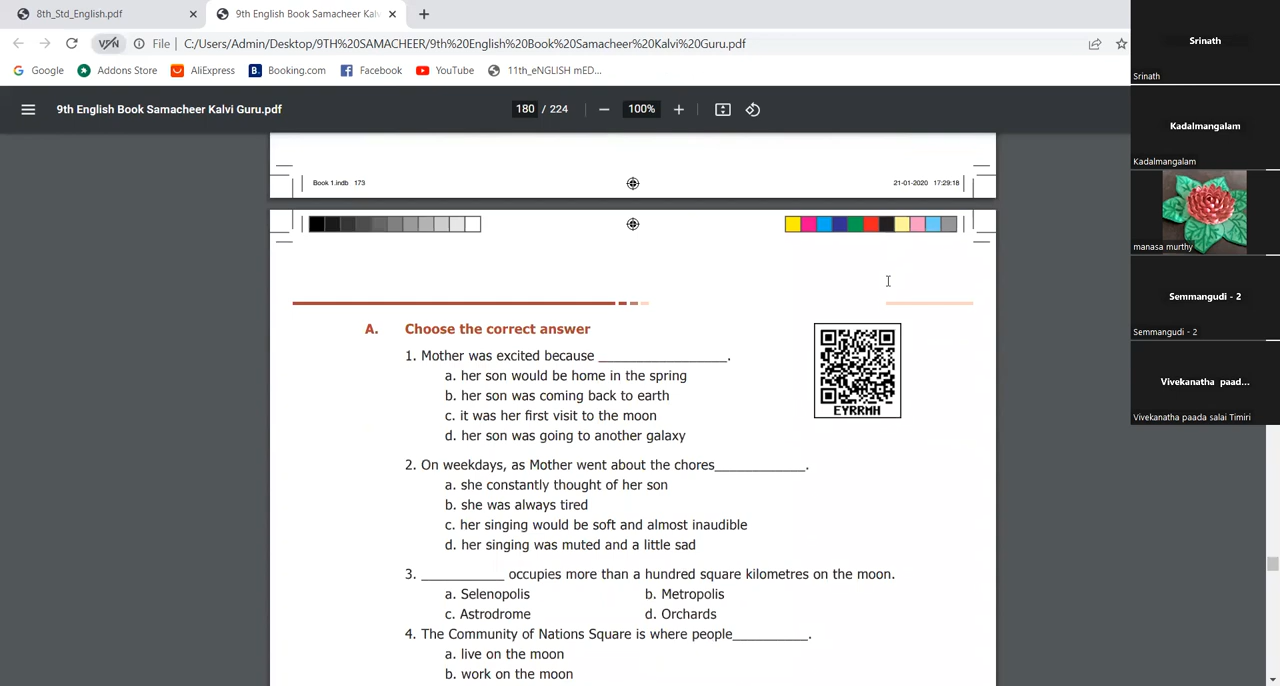 8th_Std_English.pdf
9th English Book Samacheer Kal
VPN
File
C:/Users/Admin/Desktop/9TH%20SAMACHEER/9th%20English%20Book%20Samacheer%20Kalvi%20Guru.pdf
Google
Addons Store
AliExpress
B.
Booking.com
Facebook
YouTube
11th_eNGLISH mED...
9th English Book Samacheer Kalvi Guru.pdf
180 / 224
100%
Book 1.indb 173
21-01-2020 17:29:18
A. Choose the correct answer
1. Mother was excited because _________________.
a. her son would be home in the spring
b. her son was coming back to earth
c. it was her first visit to the moon
d. her son was going to another galaxy
EYRRMH
2. On weekdays, as Mother went about the chores____________.
a. she constantly thought of her son
b. she was always tired
c. her singing would be soft and almost inaudible
d. her singing was muted and a little sad
3. ___________ occupies more than a hundred square kilometres on the moon.
a. Selenopolis b. Metropolis
c. Astrodrome d. Orchards
4. The Community of Nations Square is where people__________.
a. live on the moon
b. work on the moon
Srinath
Srinath
Kadalmangalam
Kadalmangalam
manasa murthy
Semmangudi - 2
Semmangudi - 2
Vivekanatha paad...
Vivekanatha paada salai Timiri